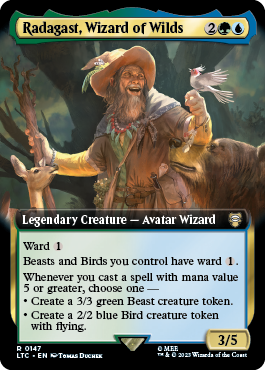 Radagast, Wizard of Wilds 2
Legendary Creature — Avatar Wizard
Ward 1
Beasts and Birds you control have ward 1.
Whenever you cast a spell with mana value
5 or greater, choose one —
• Create a 3/3 green Beast creature token.
• Create a 2/2 blue Bird creature token
with flying.
3/5
R 0147
LTC • EN TOMAS DUCHEK
© MEE
™ & © 2023 Wizards of the Coast